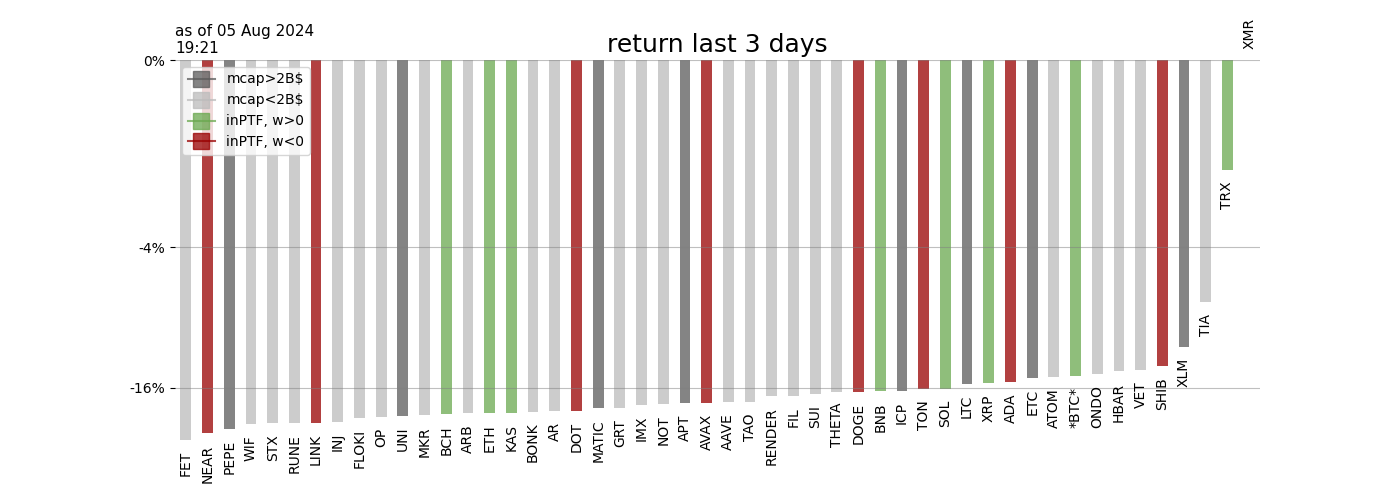 as of 05 Aug 2024
19:21
return last 3 days
XMR
0%
mcap>2B$
mcap<2B$
inPTF, w>0
inPTF, w<0
-4%
-16%
FET
NEAR
PEPE
WIF
STX
RUNE
LINK
INJ
FLOKI
OP
UNI
MKR
BCH
ARB
ETH
KAS
BONK
AR
DOT
MATIC
GRT
IMX
NOT
APT
AVAX
AAVE
TAO
RENDER
FIL
SUI
THETA
DOGE
BNB
ICP
TON
SOL
LTC
XRP
ADA
ETC
ATOM
*BTC*
ONDO
HBAR
VET
SHIB
XLM
TIA
TRX